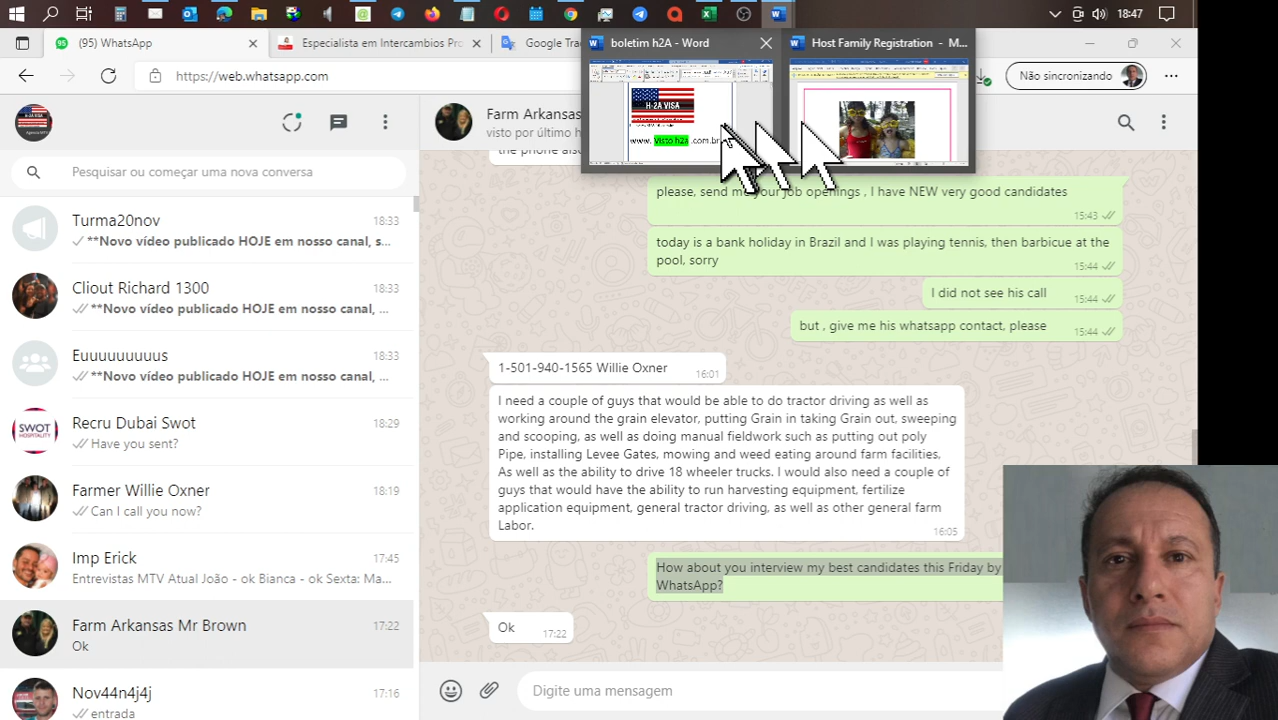 18:47
(95) WhatsApp
Especialista em Intercambios Pro
Google Tra
boletim h2A - Word
Host Family Registration - M...
https://web.whatsapp.com
Não sincronizando
H-2A VISA
H-2A VISA
www. Visto h2a .com.br
Farm Arkansas
visto por último h
Pesquisar ou começar uma nova conversa
Turma20nov
18:33
**Novo vídeo publicado HOJE em nosso canal, s...
Cliout Richard 1300
18:33
**Novo vídeo publicado HOJE em nosso canal, ...
Euuuuuuuuus
18:33
**Novo vídeo publicado HOJE em nosso canal, ...
Recru Dubai Swot
18:29
Have you sent?
SWOT
Farmer Willie Oxner
18:19
Can I call you now?
Imp Erick
17:45
Entrevistas MTV Atual João - ok Bianca - ok Sexta: Ma...
Farm Arkansas Mr Brown
17:22
Ok
Nov44n4j4j
17:16
entrada
the phone also
please, send me your job openings , I have NEW very good candidates
15:43
today is a bank holiday in Brazil and I was playing tennis, then barbicue at the
pool, sorry
15:44
I did not see his call
15:44
but , give me his whatsapp contact, please
15:44
1-501-940-1565 Willie Oxner
16:01
I need a couple of guys that would be able to do tractor driving as well as
working around the grain elevator, putting Grain in taking Grain out, sweeping
and scooping, as well as doing manual fieldwork such as putting out poly
Pipe, installing Levee Gates, mowing and weed eating around farm facilities,
As well as the ability to drive 18 wheeler trucks. I would also need a couple of
guys that would have the ability to run harvesting equipment, fertilize
application equipment, general tractor driving, as well as other general farm
Labor.
16:05
How about you interview my best candidates this Friday by
WhatsApp?
Ok
17:22
Digite uma mensagem